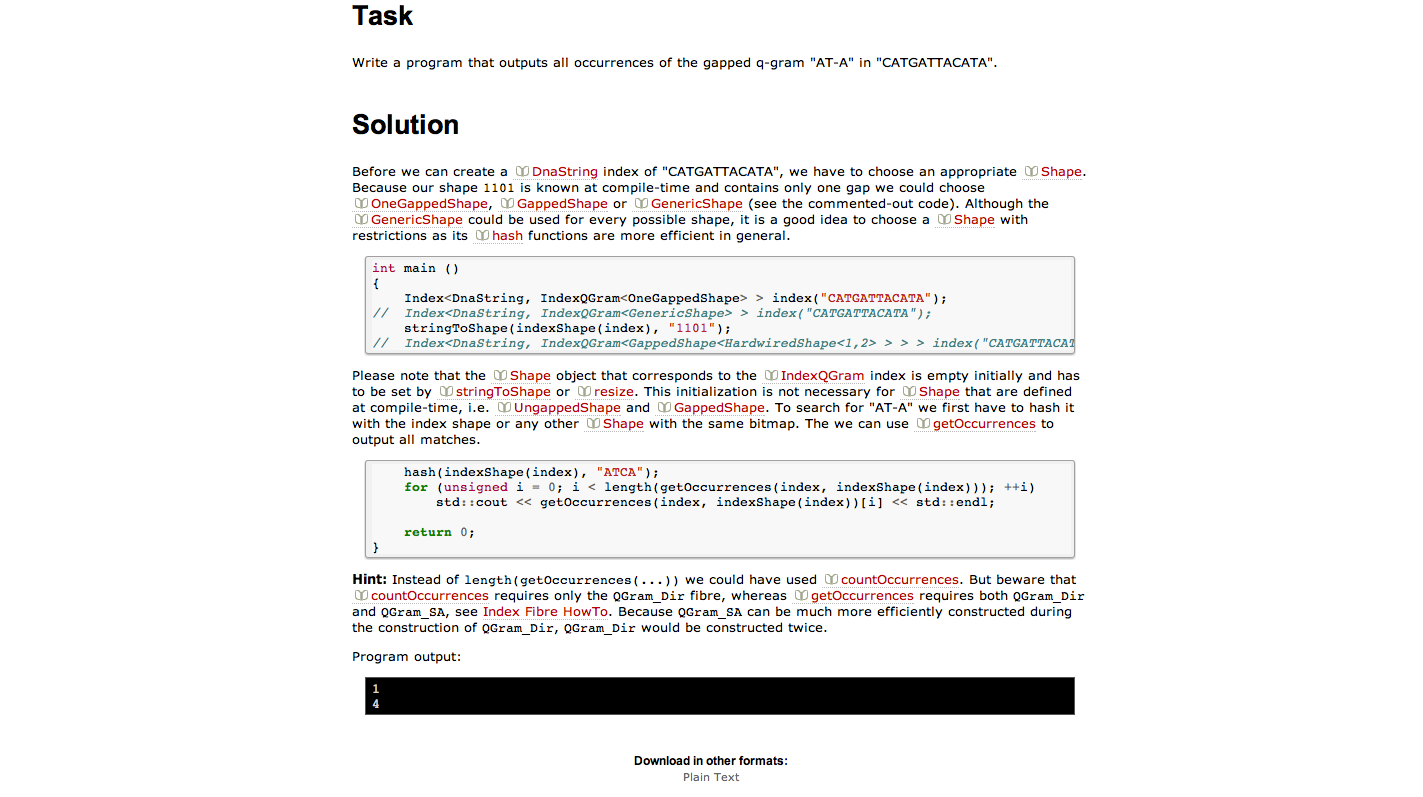 Task
Write a program that outputs all occurrences of the gapped q-gram "AT-A" in "CATGATTACATA".
Solution
Before we can create a DnaString index of "CATGATTACATA", we have to choose an appropriate Shape.
Because our shape 1101 is known at compile-time and contains only one gap we could choose
OneGappedShape, GappedShape or GenericShape (see the commented-out code). Although the
GenericShape could be used for every possible shape, it is a good idea to choose a Shape with
restrictions as its hash functions are more efficient in general.
int main ()
{
    Index<DnaString, IndexQGram<OneGappedShape> > index("CATGATTACATA");
//  Index<DnaString, IndexQGram<GenericShape> > index("CATGATTACATA");
    stringToShape(indexShape(index), "1101");
//  Index<DnaString, IndexQGram<GappedShape<HardwiredShape<1,2> > > > index("CATGATTACAT
Please note that the Shape object that corresponds to the IndexQGram index is empty initially and has
to be set by stringToShape or resize. This initialization is not necessary for Shape that are defined
at compile-time, i.e. UngappedShape and GappedShape. To search for "AT-A" we first have to hash it
with the index shape or any other Shape with the same bitmap. The we can use getOccurrences to
output all matches.
    hash(indexShape(index), "ATCA");
    for (unsigned i = 0; i < length(getOccurrences(index, indexShape(index))); ++i)
        std::cout << getOccurrences(index, indexShape(index))[i] << std::endl;
    return 0;
}
Hint: Instead of length(getOccurrences(...)) we could have used countOccurrences. But beware that
countOccurrences requires only the QGram_Dir fibre, whereas getOccurrences requires both QGram_Dir
and QGram_SA, see Index Fibre HowTo. Because QGram_SA can be much more efficiently constructed during
the construction of QGram_Dir, QGram_Dir would be constructed twice.
Program output:
1
4
Download in other formats:
Plain Text